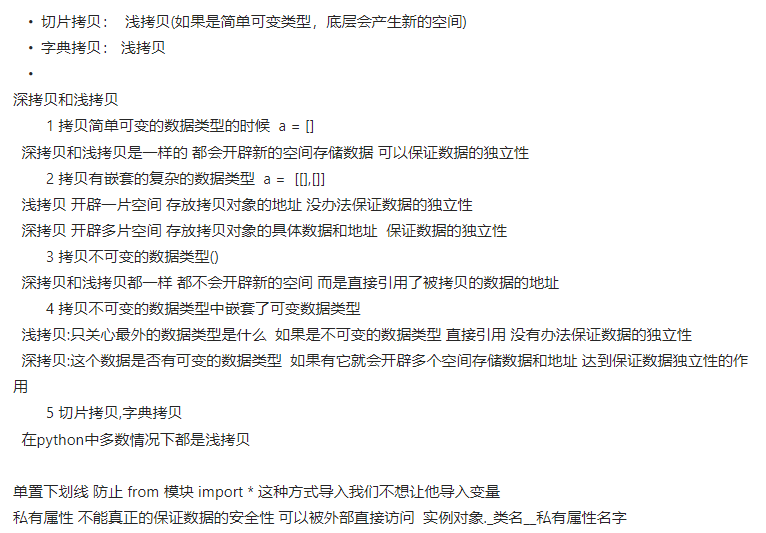 • 切片拷贝： 浅拷贝(如果是简单可变类型，底层会产生新的空间)
• 字典拷贝： 浅拷贝
•
深拷贝和浅拷贝
1 拷贝简单可变的数据类型的时候 a = []
深拷贝和浅拷贝是一样的 都会开辟新的空间存储数据 可以保证数据的独立性
2 拷贝有嵌套的复杂的数据类型 a = [[],[]]
浅拷贝 开辟一片空间 存放拷贝对象的地址 没办法保证数据的独立性
深拷贝 开辟多片空间 存放拷贝对象的具体数据和地址 保证数据的独立性
3 拷贝不可变的数据类型()
深拷贝和浅拷贝都一样 都不会开辟新的空间 而是直接引用了被拷贝的数据的地址
4 拷贝不可变的数据类型中嵌套了可变数据类型
浅拷贝:只关心最外的数据类型是什么 如果是不可变的数据类型 直接引用 没有办法保证数据的独立性
深拷贝:这个数据是否有可变的数据类型 如果有它就会开辟多个空间存储数据和地址 达到保证数据独立性的作
用
5 切片拷贝,字典拷贝
在python中多数情况下都是浅拷贝
单置下划线 防止 from 模块 import * 这种方式导入我们不想让他导入变量
私有属性 不能真正的保证数据的安全性 可以被外部直接访问 实例对象._类名__私有属性名字